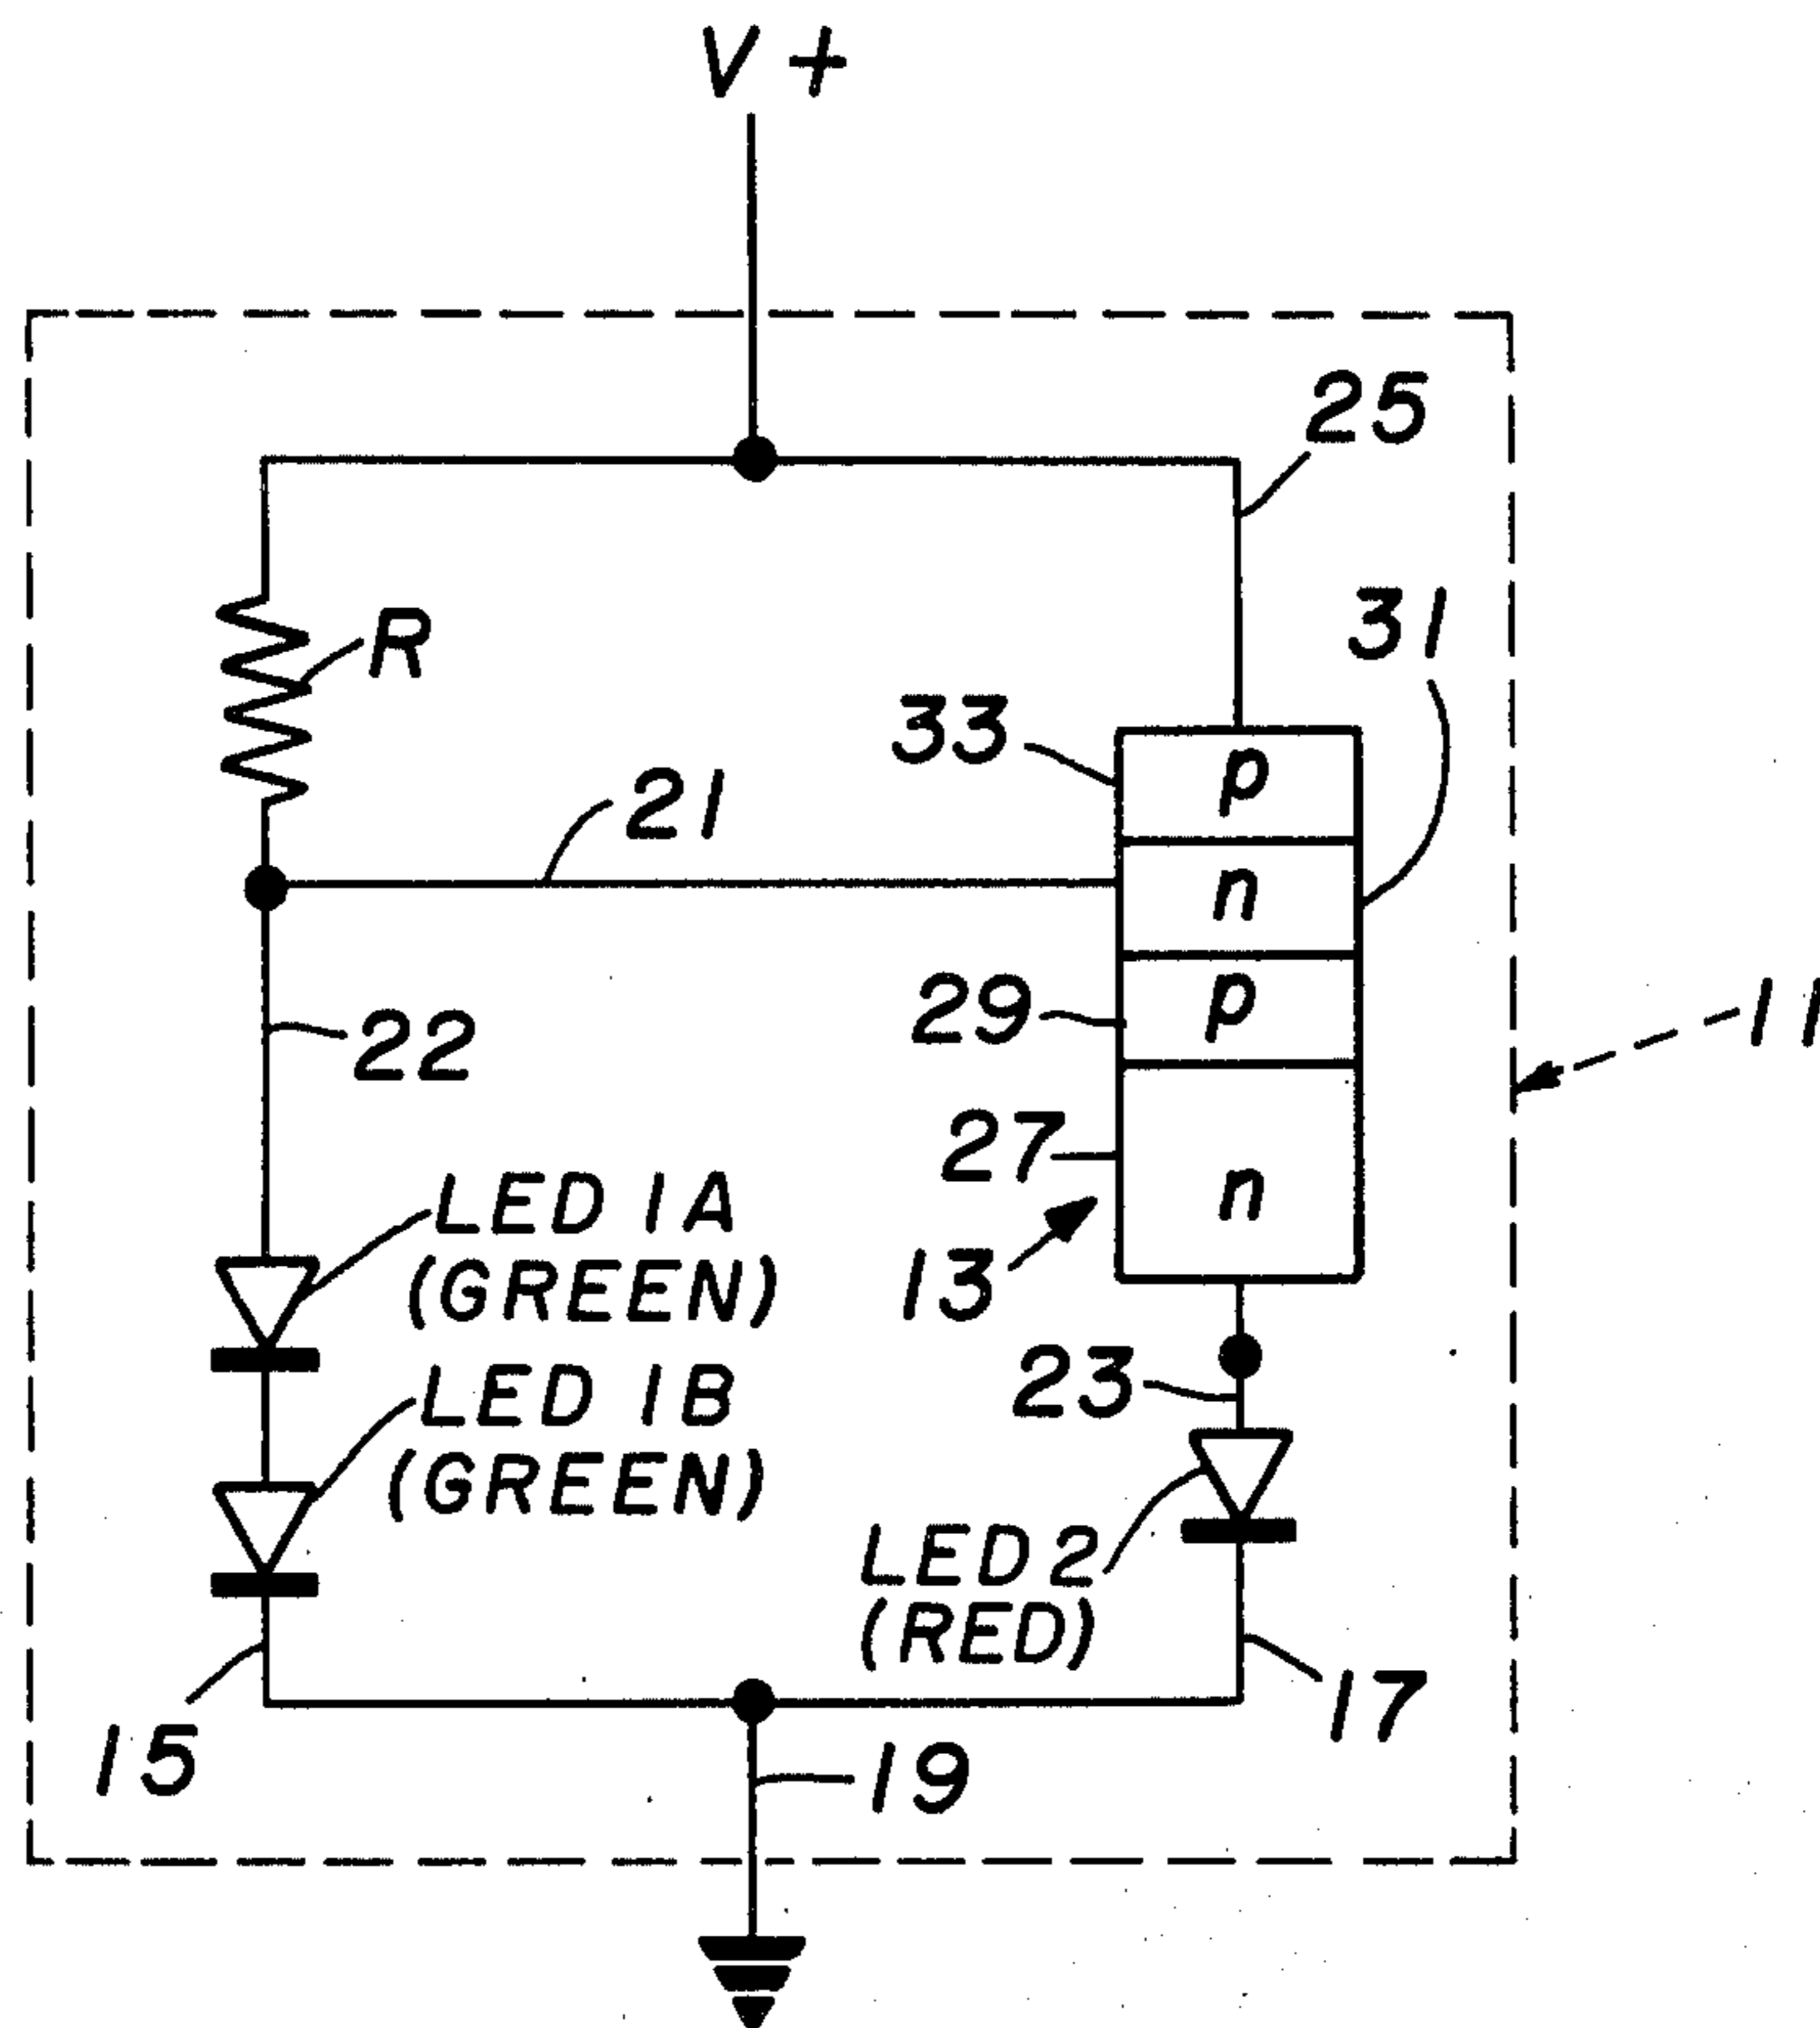 V+
25
R
31
33
p
21
n
29
p
11
22
27
n
LED 1A
(GREEN)
13
23
LED 1B
(GREEN)
LED2
(RED)
17
15
19